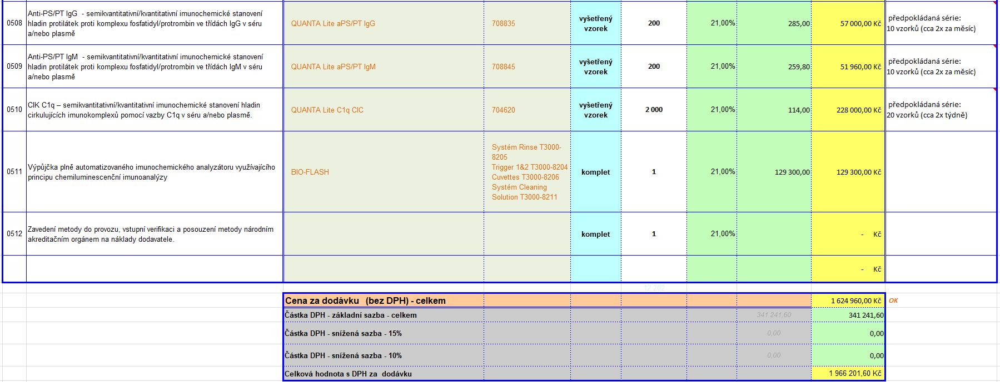 Anti-PS/PT IgG - semikvantitativní/kvantitativní imunochemické stanovení
hladin protilátek proti komplexu fosfatidyl/protrombin ve třídách IgG v séru
a/nebo plasmě
0508
QUANTA Lite aPS/PT IgG
708835
vyšetřený
vzorek
200
21,00%
285,00
57 000,00 Kč
předpokládaná série:
10 vzorků (cca 2x za měsíc)
Anti-PS/PT IgM - semikvantitativní/kvantitativní imunochemické stanovení
hladin protilátek proti komplexu fosfatidyl/protrombin ve třídách IgM v séru
a/nebo plasmě
0509
QUANTA Lite aPS/PT IgM
708845
vyšetřený
vzorek
200
21,00%
259,80
51 960,00 Kč
předpokládaná série:
10 vzorků (cca 2x za měsíc)
0510
CIK C1q – semikvantitativní/kvantitativní imunochemické stanovení hladin
cirkulujících imunokomplexů pomocí vazby C1q v séru a/nebo plasmě.
QUANTA Lite C1q CIC
704620
vyšetřený
vzorek
2 000
21,00%
114,00
228 000,00 Kč
předpokládaná série:
20 vzorků (cca 2x týdně)
0511
Výpůjčka plně automatizovaného imunochemického analyzátoru využívajícího
principu chemiluminescenční imunoanalýzy
BIO-FLASH
Systém Rinse T3000-
8205
Trigger 1&2 T3000-8204
Cuvettes T3000-8206
Systém Cleaning
Solution T3000-8211
komplet
1
21,00%
129 300,00
129 300,00 Kč
0512
Zavedení metody do provozu, vstupní verifikaci a posouzení metody národním
akreditačním orgánem na náklady dodavatele.
komplet
1
21,00%
- Kč
- Kč
12 202
Cena za dodávku (bez DPH) - celkem
1 624 960,00 Kč
OK
Částka DPH - základní sazba - celkem
341 241,60
341 241,60
Částka DPH - snížená sazba - 15%
0,00
0,00
Částka DPH - snížená sazba - 10%
0,00
0,00
Celková hodnota s DPH za dodávku
1 966 201,60 Kč